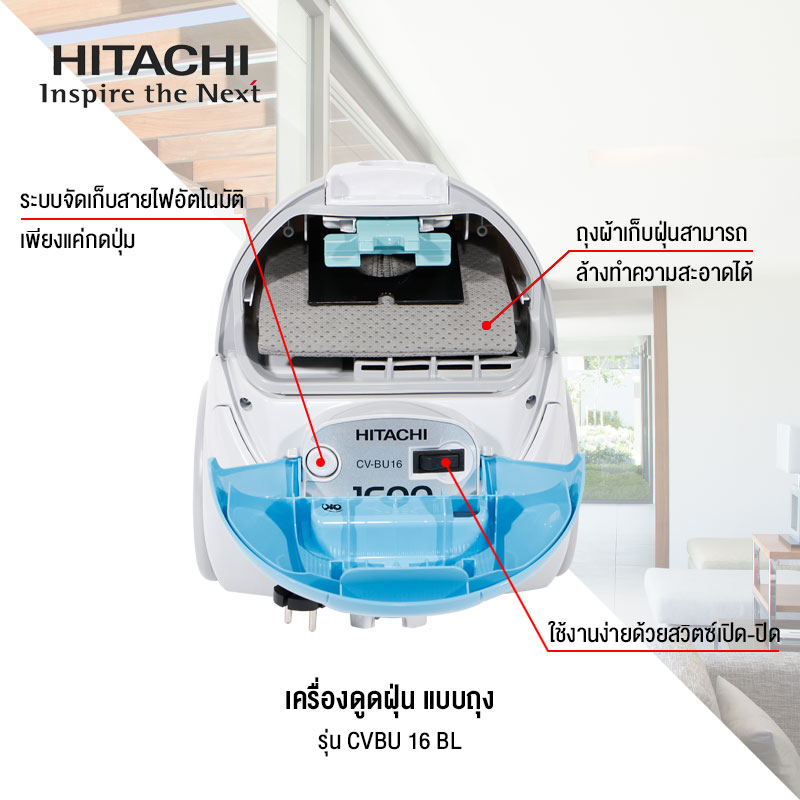 HITACHI
Inspire the Next
ระบบจัดเก็บสายไฟอัตโนมัติ
เพียงแค่กดปุ่ม
ถุงผ้าเก็บฝุ่นสามารถ
ล้างทำความสะอาดได้
HITACHI
CV-BU16
ใช้งานง่ายด้วยสวิตซ์เปิด-ปิด
เครื่องดูดฝุ่น แบบถุง
รุ่น CVBU 16 BL